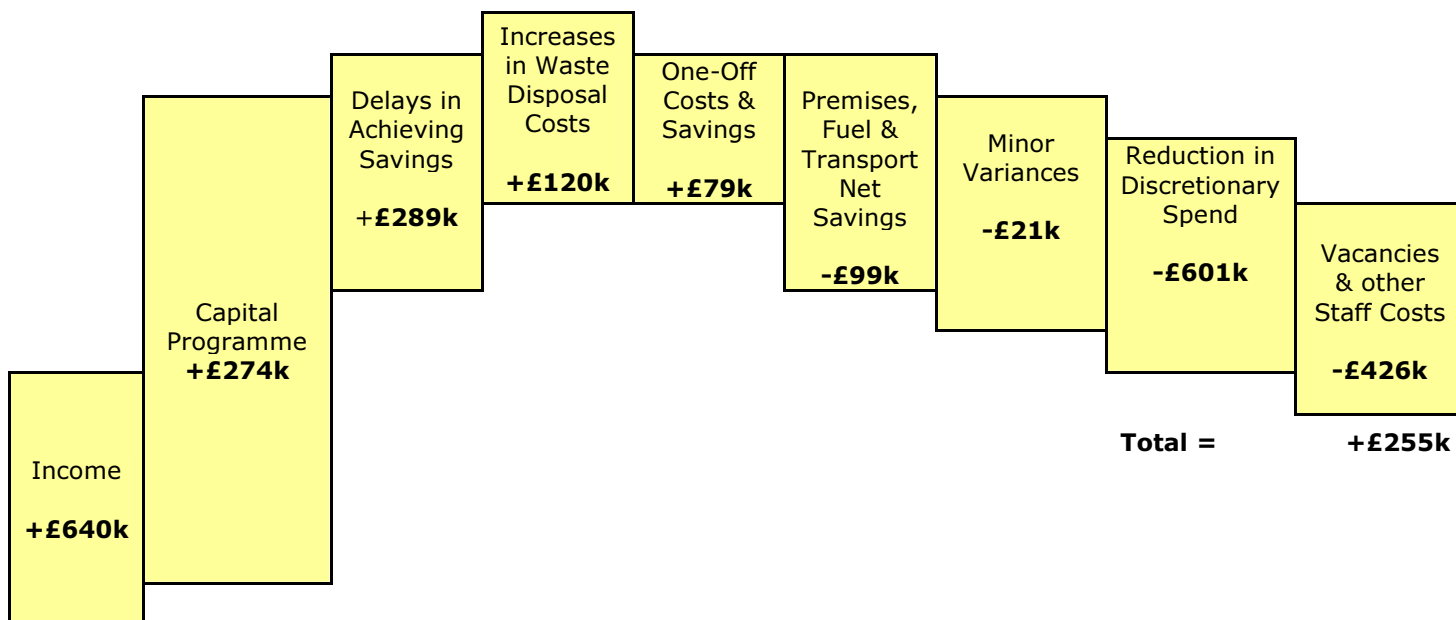 Income
+£640k
Capital
Programme
+£274k
Delays in
Achieving
Savings
+£289k
Increases
in Waste
Disposal
Costs
+£120k
One-Off
Costs &
Savings
+£79k
Premises,
Fuel &
Transport
Net
Savings
-£99k
Minor
Variances
-£21k
Reduction in
Discretionary
Spend
-£601k
Vacancies
& other
Staff Costs
-£426k
Total = +£255k